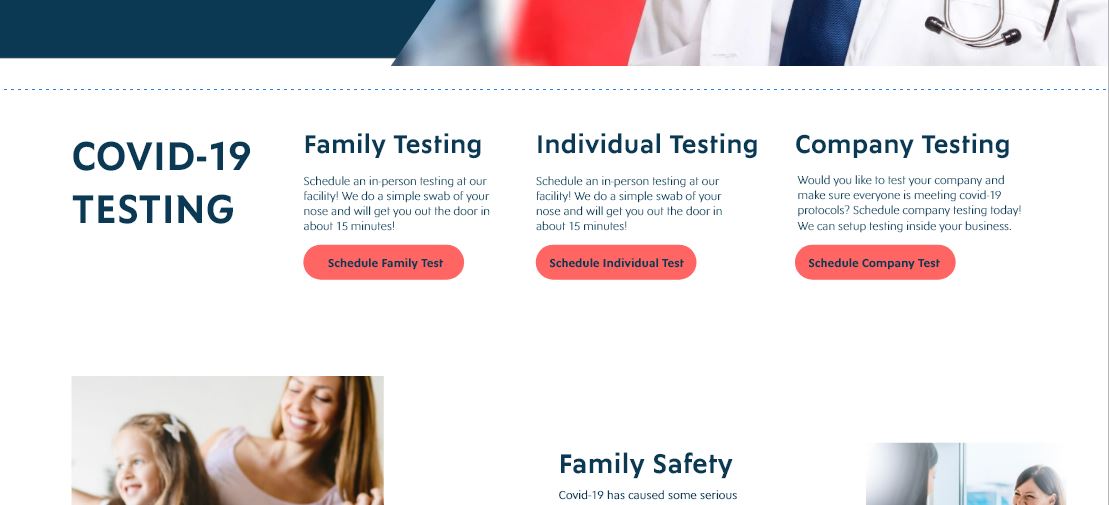 COVID-19
TESTING
Family Testing
Schedule an in-person testing at our
facility! We do a simple swab of your
nose and will get you out the door in
about 15 minutes!
Schedule Family Test
Individual Testing
Schedule an in-person testing at our
facility! We do a simple swab of your
nose and will get you out the door in
about 15 minutes!
Schedule Individual Test
Company Testing
Would you like to test your company and
make sure everyone is meeting covid-19
protocols? Schedule company testing today!
We can setup testing inside your business.
Schedule Company Test
Family Safety
Covid-19 has caused some serious